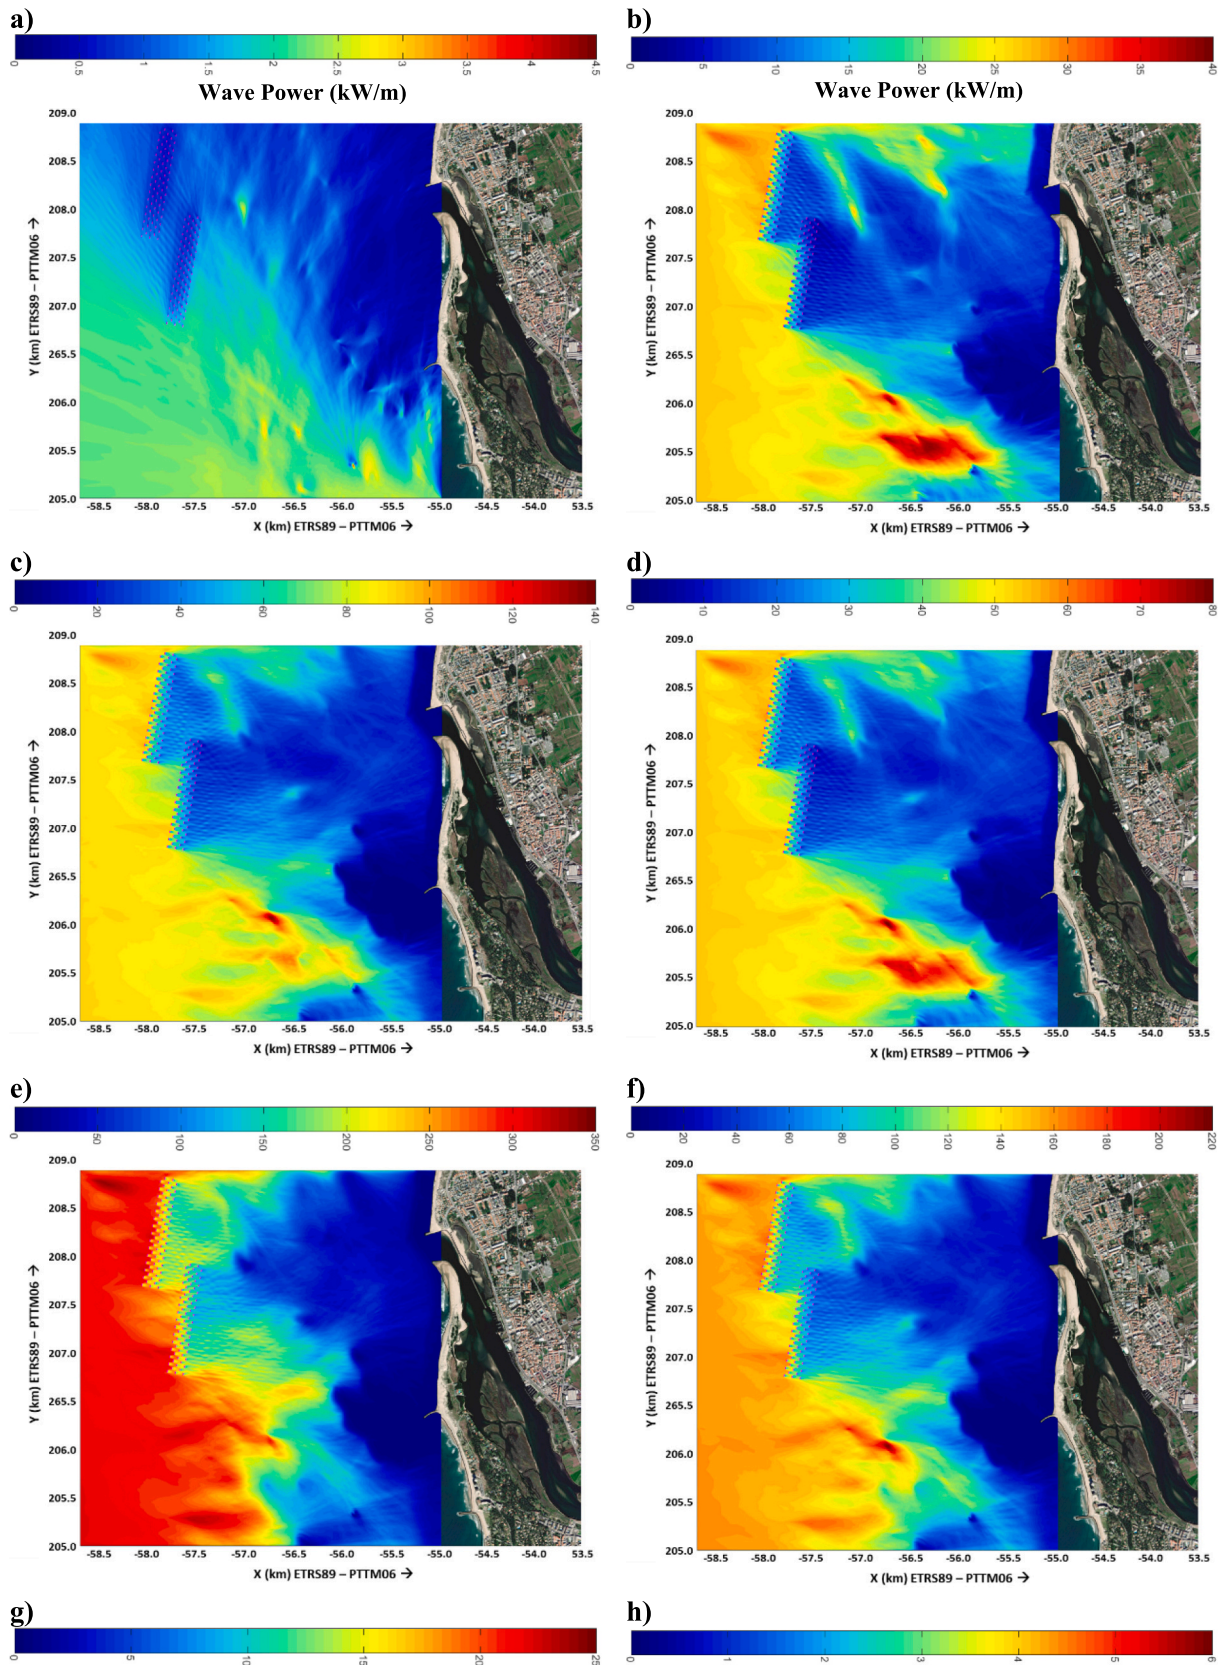 a)
0 0.5 1 1.5 2 2.5 3 3.5 4 4.5
Wave Power (kW/m)
209.0
208.5
208.0
207.5
207.0
265.5
206.0
205.5
205.0
Y (km) ETRS89 – PTTM06 →
-58.5 -58.0 -57.5 -57.0 -56.5 -56.0 -55.5 -55.0 -54.5 -54.0 53.5
X (km) ETRS89 – PTTM06 →
b)
0 5 10 15 20 25 30 35 40
Wave Power (kW/m)
209.0
208.5
208.0
207.5
207.0
265.5
206.0
205.5
205.0
Y (km) ETRS89 – PTTM06 →
-58.5 -58.0 -57.5 -57.0 -56.5 -56.0 -55.5 -55.0 -54.5 -54.0 53.5
X (km) ETRS89 – PTTM06 →
c)
0 20 40 60 80 100 120 140
209.0
208.5
208.0
207.5
207.0
265.5
206.0
205.5
205.0
Y (km) ETRS89 – PTTM06 →
-58.5 -58.0 -57.5 -57.0 -56.5 -56.0 -55.5 -55.0 -54.5 -54.0 53.5
X (km) ETRS89 – PTTM06 →
d)
0 10 20 30 40 50 60 70 80
209.0
208.5
208.0
207.5
207.0
265.5
206.0
205.5
205.0
Y (km) ETRS89 – PTTM06 →
-58.5 -58.0 -57.5 -57.0 -56.5 -56.0 -55.5 -55.0 -54.5 -54.0 53.5
X (km) ETRS89 – PTTM06 →
e)
0 50 100 150 200 250 300 350
209.0
208.5
208.0
207.5
207.0
265.5
206.0
205.5
205.0
Y (km) ETRS89 – PTTM06 →
-58.5 -58.0 -57.5 -57.0 -56.5 -56.0 -55.5 -55.0 -54.5 -54.0 53.5
X (km) ETRS89 – PTTM06 →
f)
0 20 40 60 80 100 120 140 160 180 200 220
209.0
208.5
208.0
207.5
207.0
265.5
206.0
205.5
205.0
Y (km) ETRS89 – PTTM06 →
-58.5 -58.0 -57.5 -57.0 -56.5 -56.0 -55.5 -55.0 -54.5 -54.0 53.5
X (km) ETRS89 – PTTM06 →
g)
0 5 10 15 20 25
h)
0 1 2 3 4 5 6